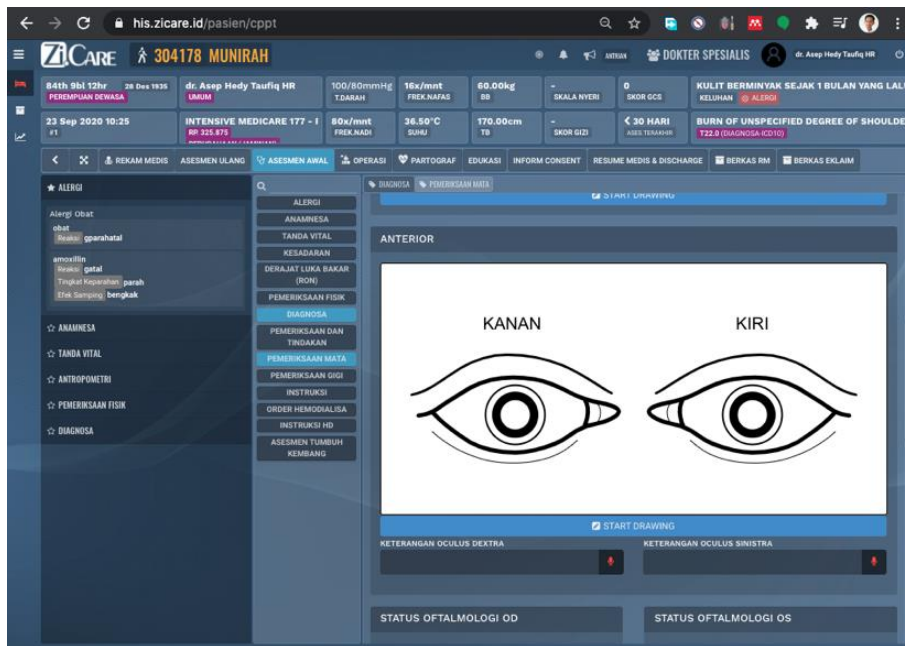 his.zicare.id/pasien/cppt
ZiCARE 304178 MUNIRAH ANTRIAN DOKTER SPESIALIS dr. Asep Hedy Taufiq HR
84th 9bl 12hr 28 Des 1935
PEREMPUAN DEWASA
dr. Asep Hedy Taufiq HR
UMUM
100/80mmHg
T.DARAH
16x/mnt
FREK.NAFAS
60.00kg
BB
-
SKALA NYERI
0
SKOR GCS
KULIT BERMINYAK SEJAK 1 BULAN YANG LAL
KELUHAN ALERGI
23 Sep 2020 10:25
#1
INTENSIVE MEDICARE 177 - I
RP 325.875
80x/mnt
FREK.NADI
36.50°C
SUHU
170.00cm
TB
-
SKOR GIZI
< 30 HARI
ASES TERAKHIR
BURN OF UNSPECIFIED DEGREE OF SHOULDE
T22.0 (DIAGNOSA-ICD10)
REKAM MEDIS ASESMEN ULANG ASESMEN AWAL OPERASI PARTOGRAF EDUKASI INFORM CONSENT RESUME MEDIS & DISCHARGE BERKAS RM BERKAS EKLAIM
ALERGI
Alergi Obat
obat
Reaksi gparahatal
amoxillin
Reaksi gatal
Tingkat Keparahan parah
Efek Samping bengkak
ANAMNESA
TANDA VITAL
ANTROPOMETRI
PEMERIKSAAN FISIK
DIAGNOSA
ALERGI
ANAMNESA
TANDA VITAL
KESADARAN
DERAJAT LUKA BAKAR
(RON)
PEMERIKSAAN FISIK
DIAGNOSA
PEMERIKSAAN DAN
TINDAKAN
PEMERIKSAAN MATA
PEMERIKSAAN GIGI
INSTRUKSI
ORDER HEMODIALISA
INSTRUKSI HD
ASESMEN TUMBUH
KEMBANG
DIAGNOSA PEMERIKSAAN MATA
START DRAWING
ANTERIOR
KANAN KIRI
START DRAWING
KETERANGAN OCULUS DEXTRA KETERANGAN OCULUS SINISTRA
STATUS OFTALMOLOGI OD STATUS OFTALMOLOGI OS